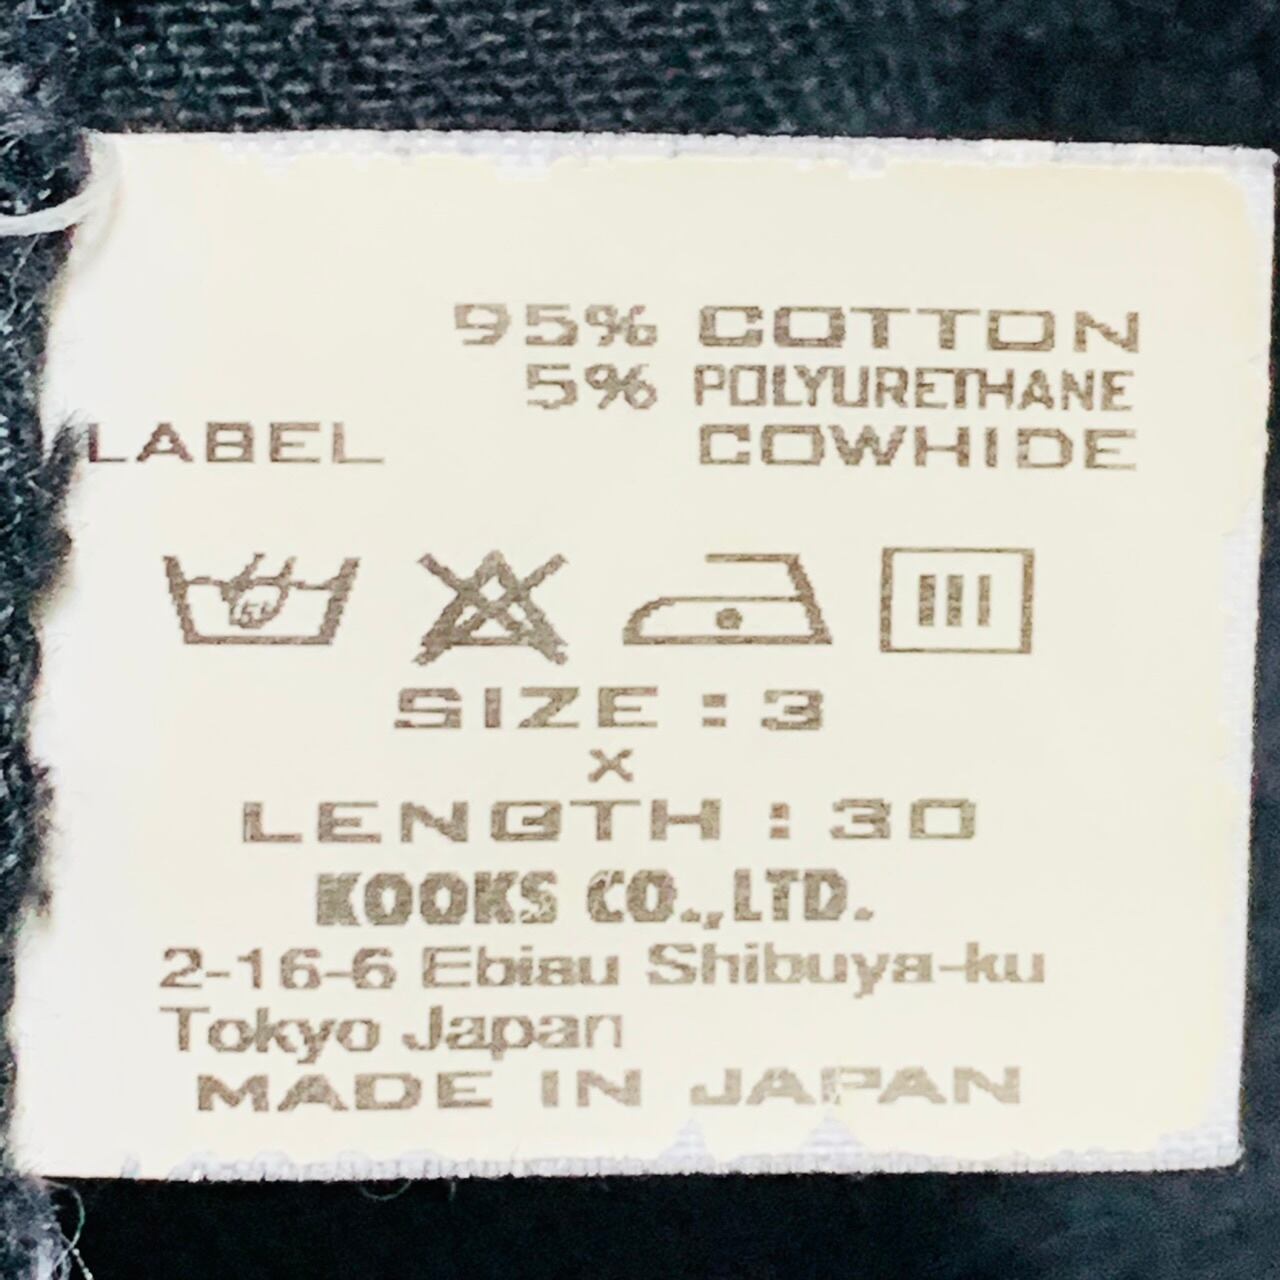 95% COTTON
5% POLYURETHANE
LABEL COWHIDE
SIZE : 3
x
LENGTH : 30
KOOKS CO.,LTD.
2-16-6 Ebisu Shibuya-ku
Tokyo Japan
MADE IN JAPAN